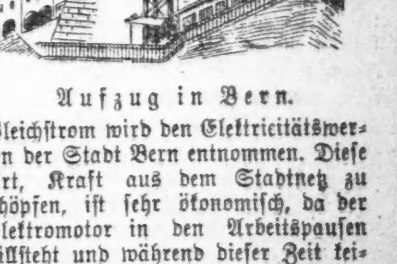 Aufzug in Bern.
leichstrom wird den Elektricitätswer=
n der Stadt Bern entnommen. Diese
rt, Kraft aus dem Stadtnetz zu
höpfen, ist sehr ökonomisch, da der
lektromotor in den Arbeitspausen
illsteht und während dieser Zeit kei=